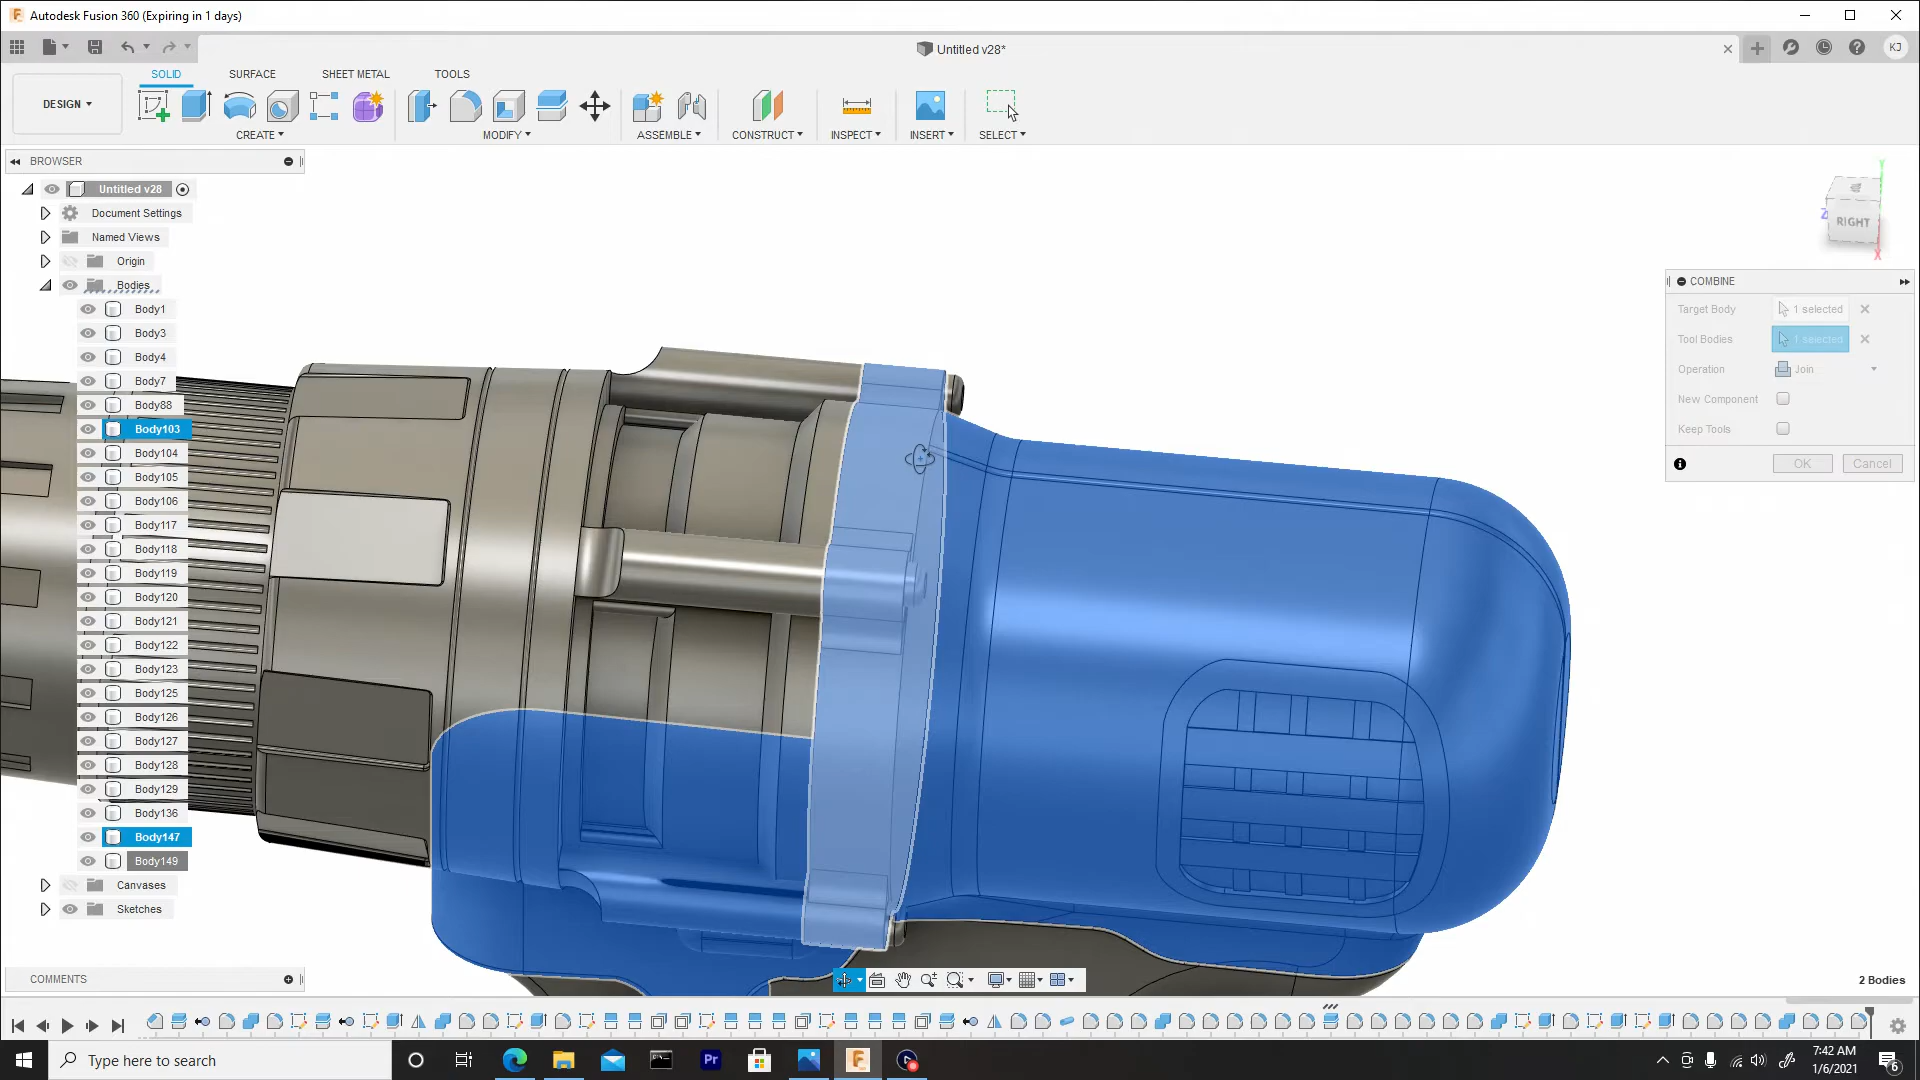 Autodesk Fusion 360 (Expiring in 1 days)
Untitled v28*
KJ
SOLID
SURFACE
SHEET METAL
TOOLS
DESIGN
CREATE
MODIFY
ASSEMBLE
CONSTRUCT
INSPECT
INSERT
SELECT
BROWSER
Untitled v28
Document Settings
Named Views
Origin
Bodies
Body1
Body3
Body4
Body7
Body88
Body103
Body104
Body105
Body106
Body117
Body118
Body119
Body120
Body121
Body122
Body123
Body125
Body126
Body127
Body128
Body129
Body136
Body147
Body149
Canvases
Sketches
Y
Z
RIGHT
X
COMBINE
Target Body 1 selected
Tool Bodies 1 selected
Operation Join
New Component
Keep Tools
OK Cancel
COMMENTS
2 Bodies
Type here to search
Pr
F
7:42 AM
1/6/2021
6